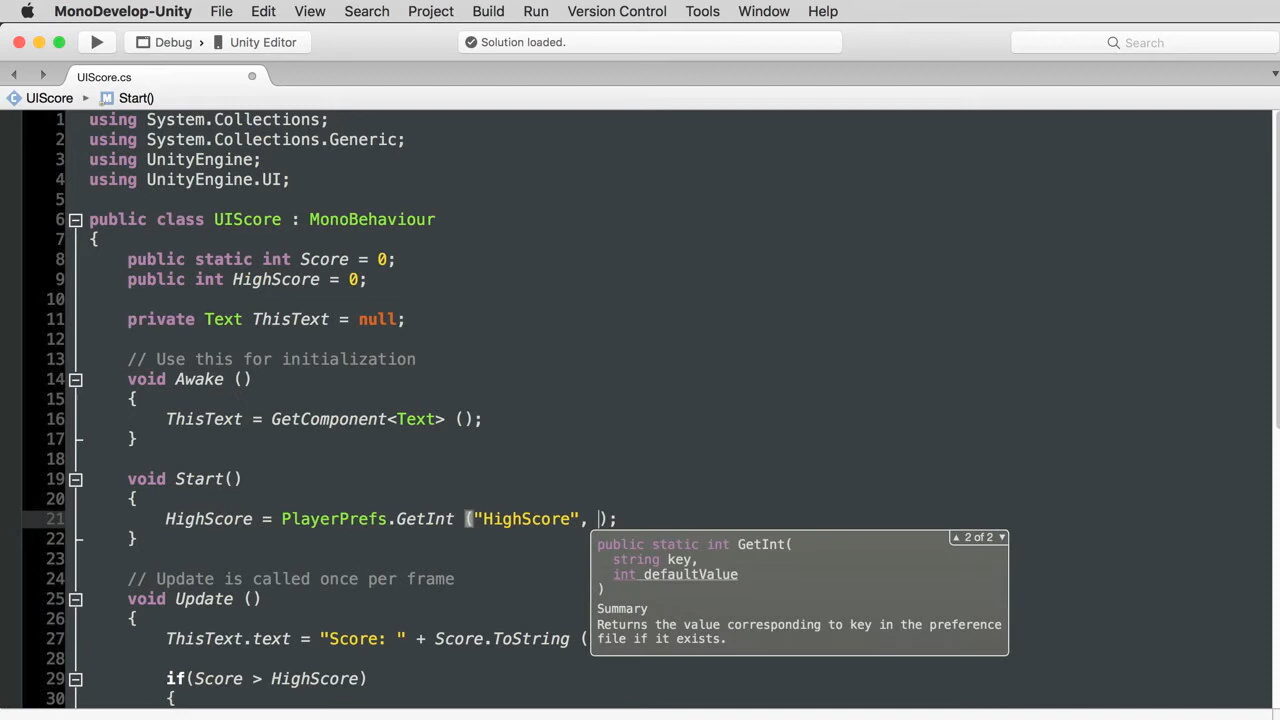 MonoDevelop-Unity File Edit View Search Project Build Run Version Control Tools Window Help
Debug › Unity Editor Solution loaded. Search
UIScore.cs
UIScore ▸ M Start()
1 using System.Collections;
2 using System.Collections.Generic;
3 using UnityEngine;
4 using UnityEngine.UI;
5
6 public class UIScore : MonoBehaviour
7 {
8 public static int Score = 0;
9 public int HighScore = 0;
10
11 private Text ThisText = null;
12
13 // Use this for initialization
14 void Awake ()
15 {
16 ThisText = GetComponent<Text> ();
17 }
18
19 void Start()
20 {
21 HighScore = PlayerPrefs.GetInt ("HighScore", );
22 }
23
24 // Update is called once per frame
25 void Update ()
26 {
27 ThisText.text = "Score: " + Score.ToString (
28
29 if(Score > HighScore)
30 {
public static int GetInt( ▲ 2 of 2 ▼
string key,
int defaultValue
)
Summary
Returns the value corresponding to key in the preference
file if it exists.